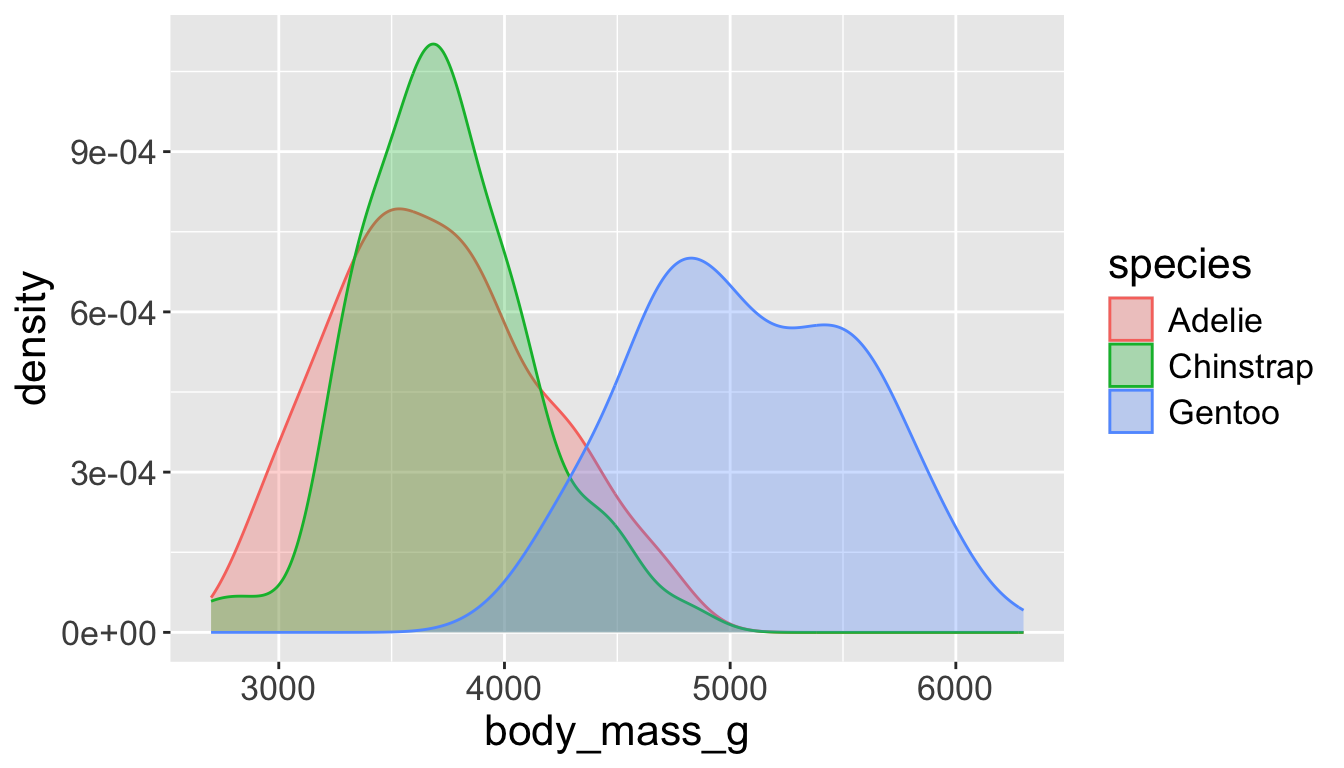 density
9e-04
6e-04
3e-04
0e+00
3000 4000 5000 6000
body_mass_g
species
Adelie
Chinstrap
Gentoo